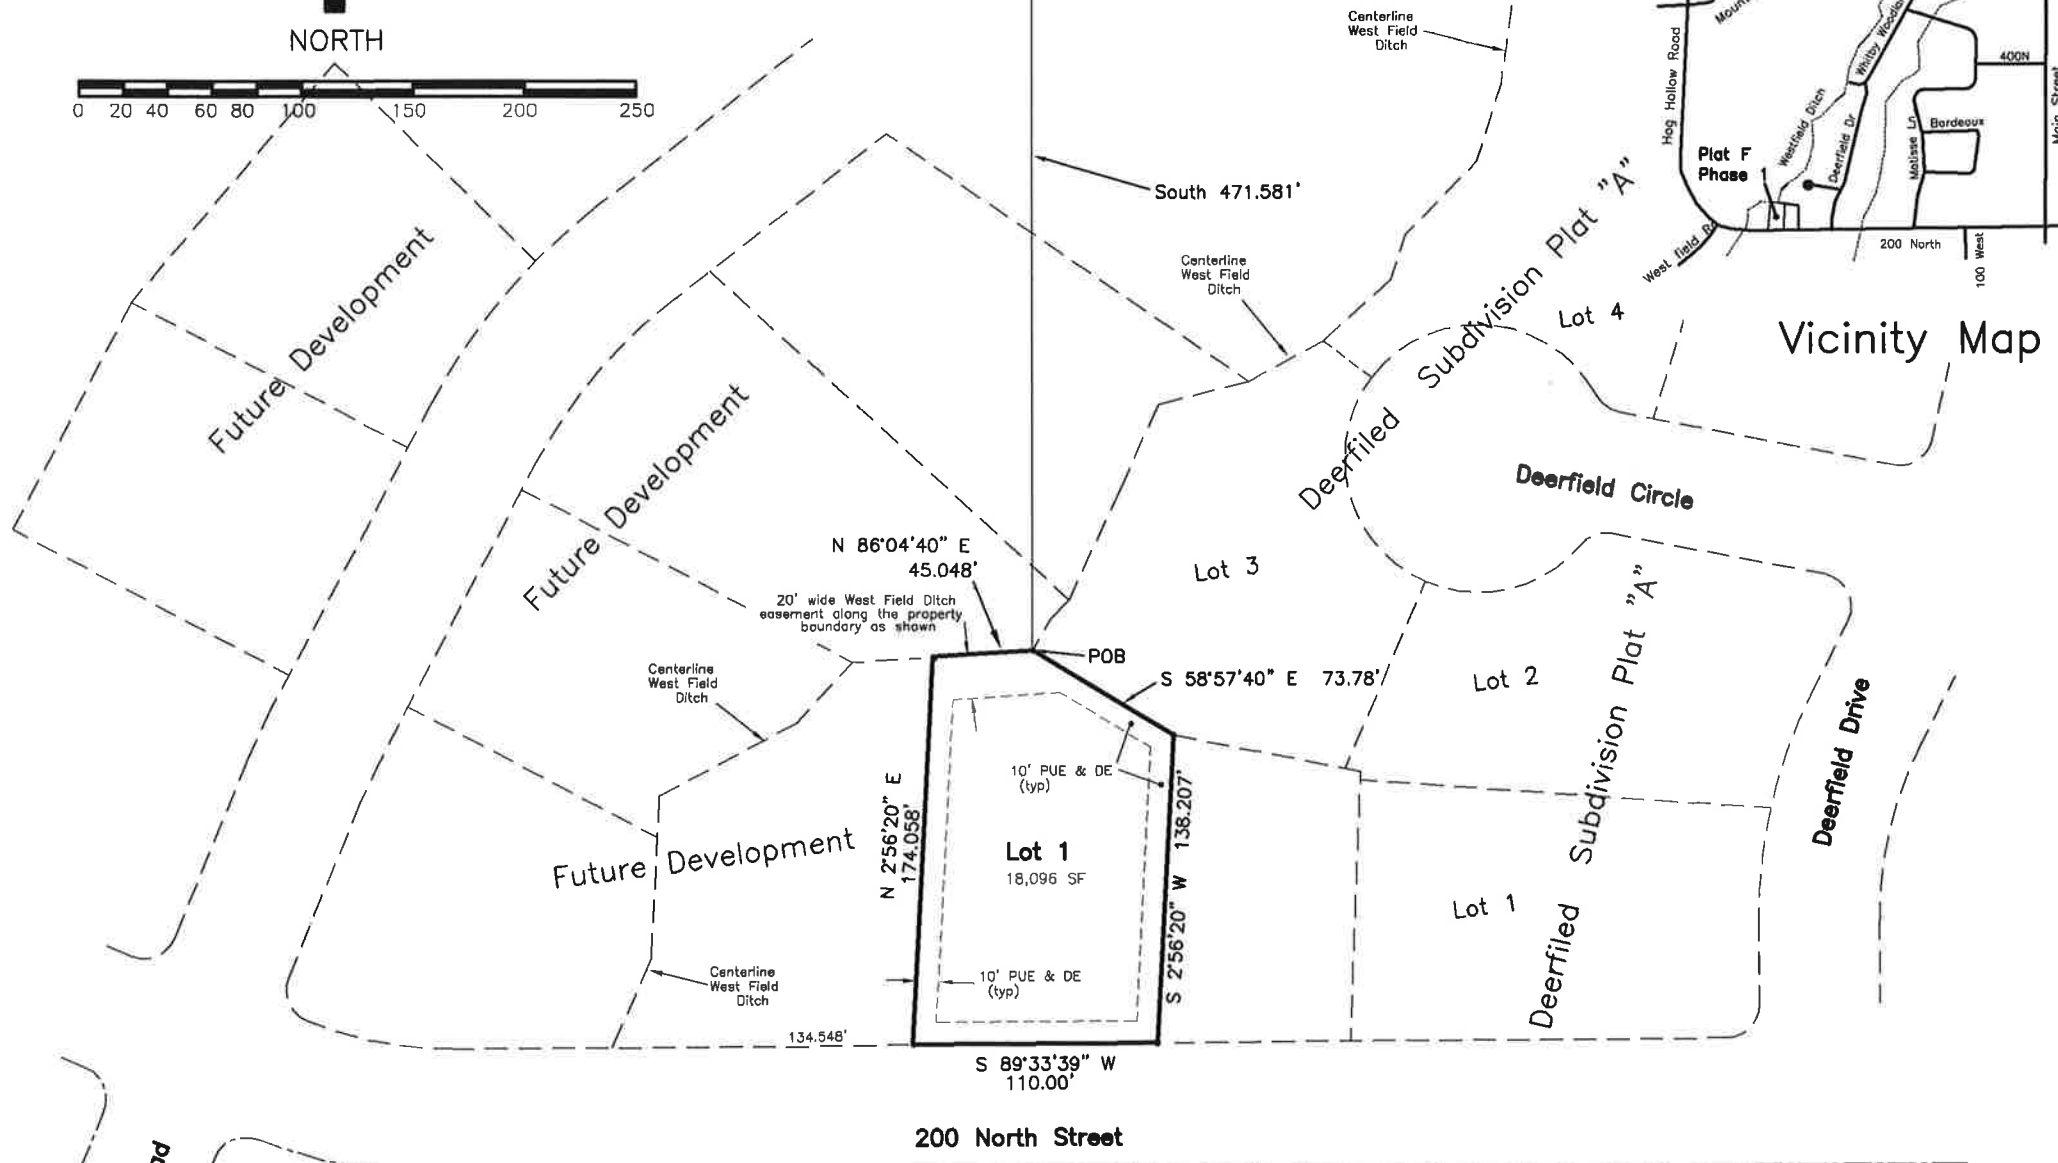 NORTH
0 20 40 60 80 100 150 200 250
Centerline
West Field
Ditch
South 471.581'
Centerline
West Field
Ditch
Hog Hollow Road
Westfield Ditch
Deerfield Dr
Matisse Ln
Bordeaux
400N
Main Street
Plat F
Phase 1
200 North
100 West
Vicinity Map
Future Development
Future Development
Deerfiled Subdivision Plat "A"
Lot 4
Deerfield Circle
Lot 3
N 86°04'40" E
45.048'
20' wide West Field Ditch
easement along the property
boundary as shown
POB
S 58°57'40" E 73.78'
Lot 2
Centerline
West Field
Ditch
Deerfield Drive
10' PUE & DE
(typ)
N 2°56'20" E
174.058'
S 2°56'20" W 138.207'
Lot 1
18,096 SF
Future Development
Lot 1
Deerfiled Subdivision Plat "A"
Centerline
West Field
Ditch
10' PUE & DE
(typ)
134.548'
S 89°33'39" W
110.00'
200 North Street